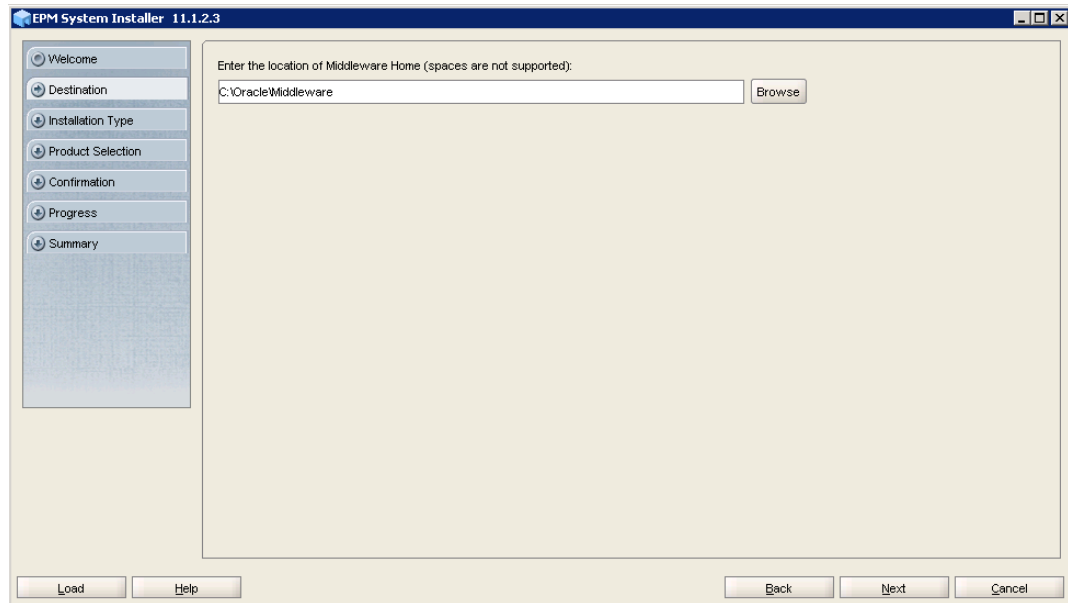 EPM System Installer 11.1.2.3
Welcome
Destination
Installation Type
Product Selection
Confirmation
Progress
Summary
Enter the location of Middleware Home (spaces are not supported):
C:\Oracle\Middleware
Browse
Load
Help
Back
Next
Cancel